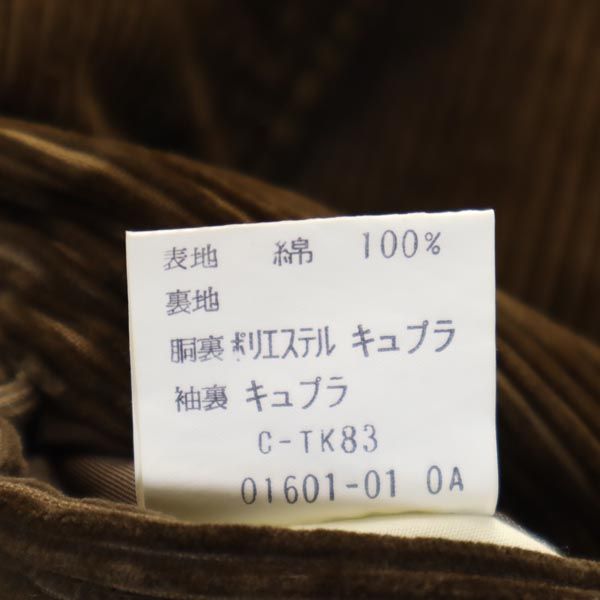 表地 綿 100%
裏地
胴裏 ポリエステル キュプラ
袖裏 キュプラ
C-TK83
01601-01 0A